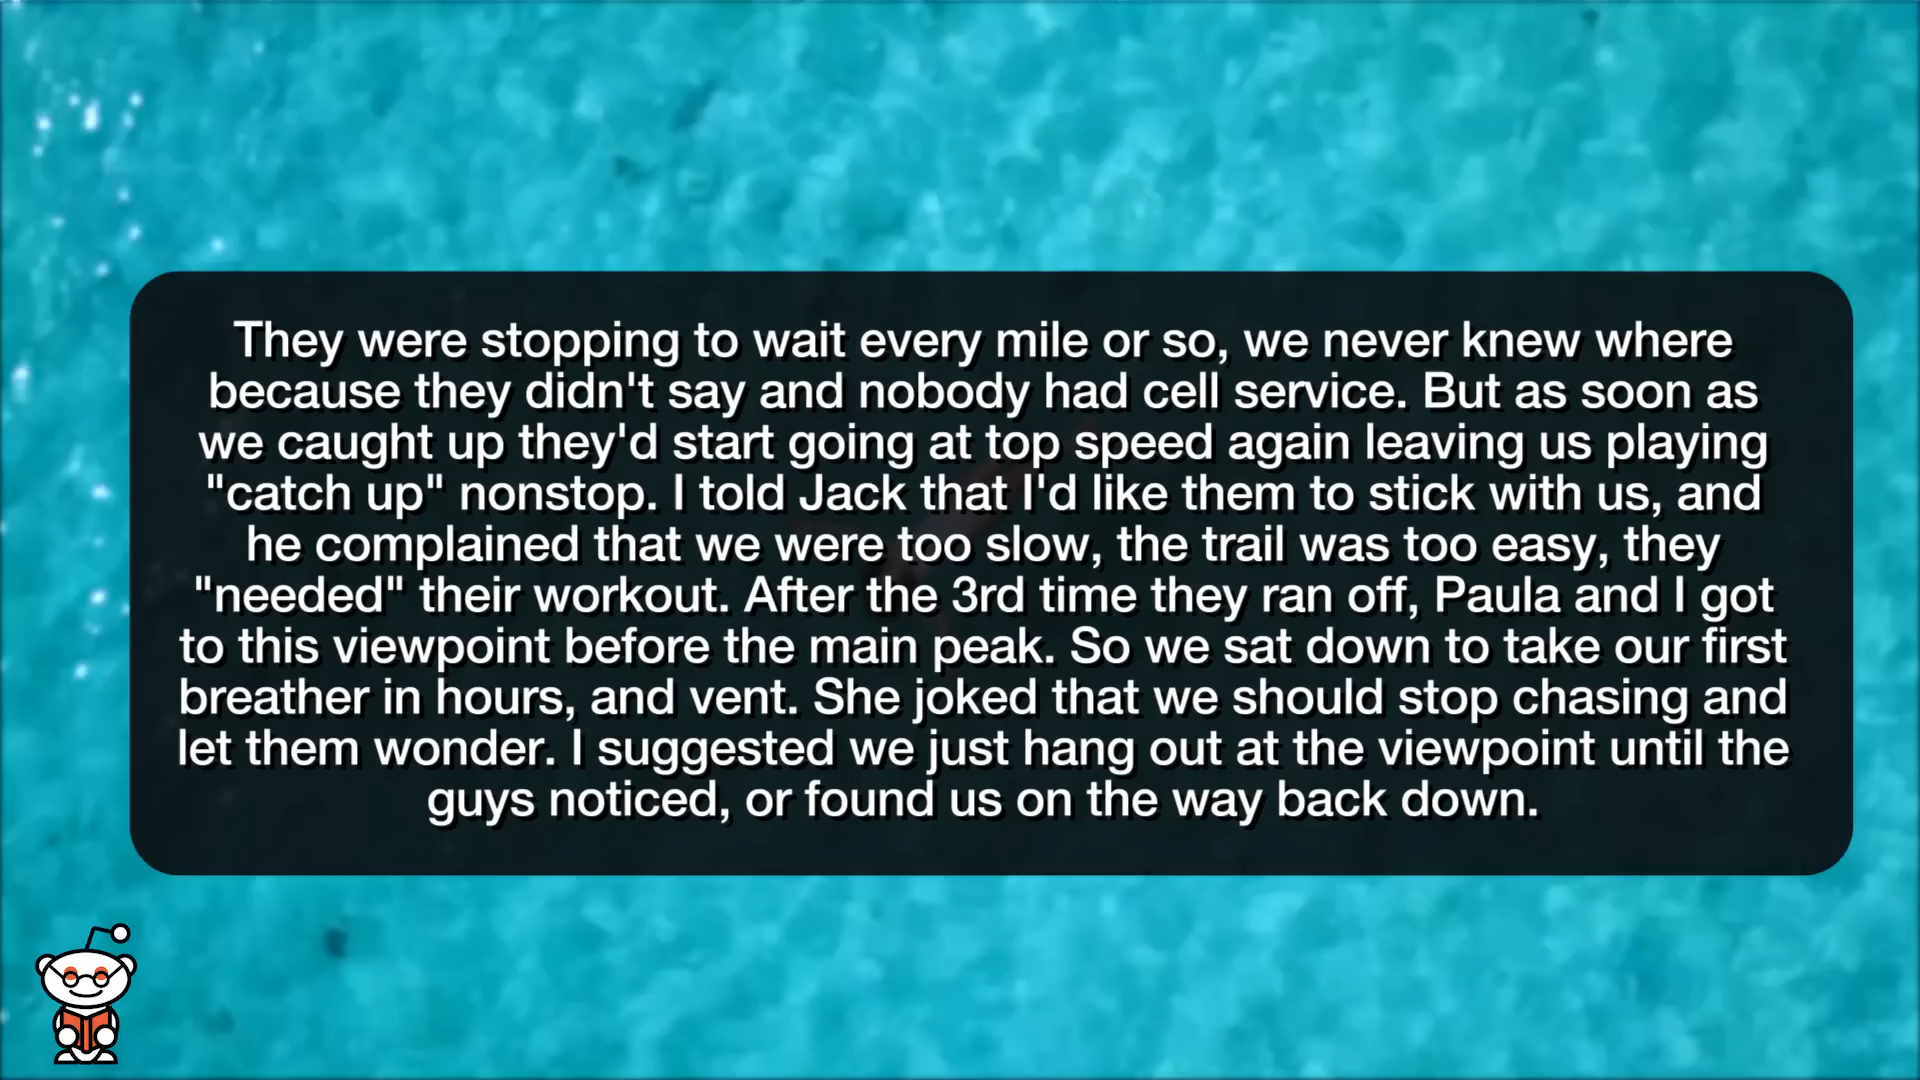 They were stopping to wait every mile or so, we never knew where
because they didn't say and nobody had cell service. But as soon as
we caught up they'd start going at top speed again leaving us playing
"catch up" nonstop. I told Jack that I'd like them to stick with us, and
he complained that we were too slow, the trail was too easy, they
"needed" their workout. After the 3rd time they ran off, Paula and I got
to this viewpoint before the main peak. So we sat down to take our first
breather in hours, and vent. She joked that we should stop chasing and
let them wonder. I suggested we just hang out at the viewpoint until the
guys noticed, or found us on the way back down.